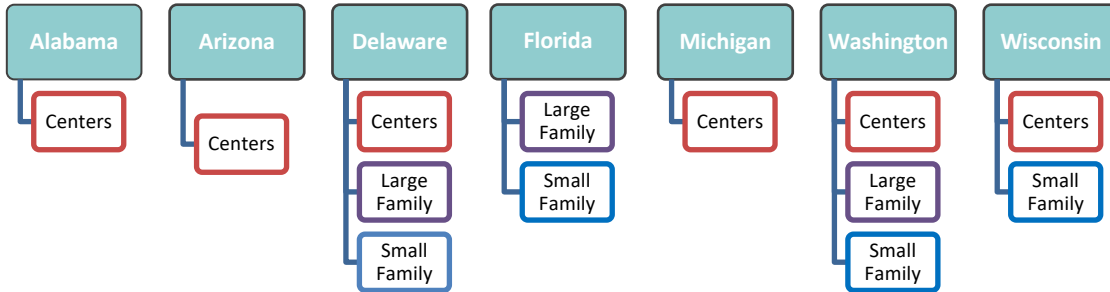 Alabama
Centers
Arizona
Centers
Delaware
Centers
Large
Family
Small
Family
Florida
Large
Family
Small
Family
Michigan
Centers
Washington
Centers
Large
Family
Small
Family
Wisconsin
Centers
Small
Family